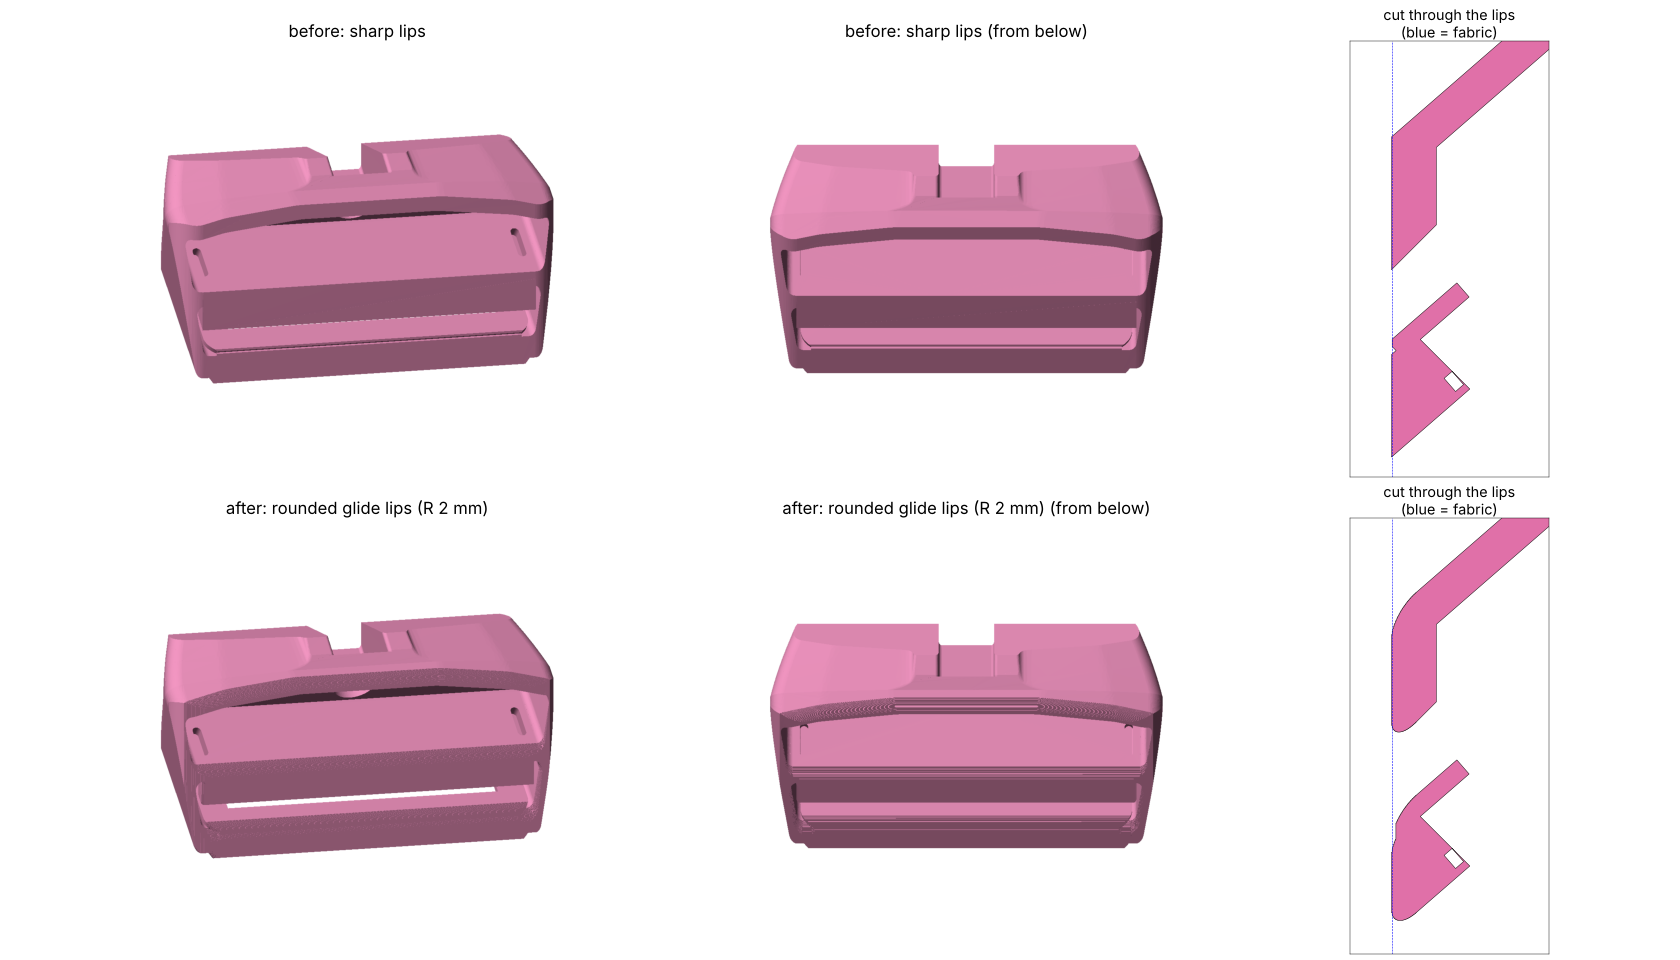 before: sharp lips
before: sharp lips (from below)
cut through the lips
(blue = fabric)
after: rounded glide lips (R 2 mm)
after: rounded glide lips (R 2 mm) (from below)
cut through the lips
(blue = fabric)